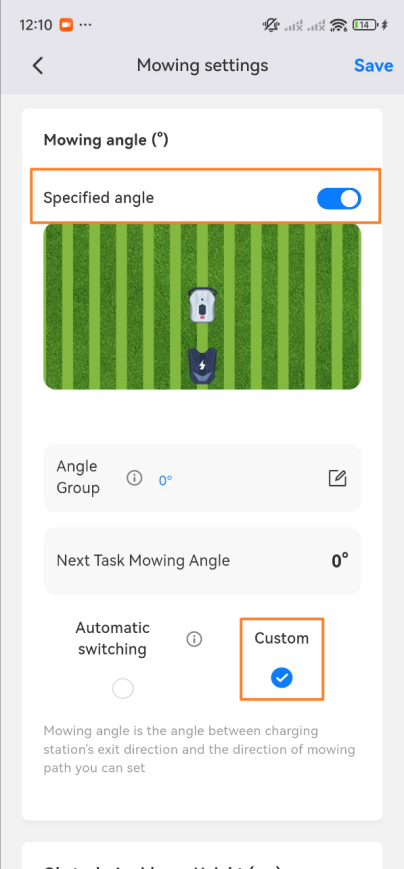 12:10 ... 14
Mowing settings Save
Mowing angle (°)
Specified angle
Angle
Group 0°
Next Task Mowing Angle 0°
Automatic
switching
Custom
Mowing angle is the angle between charging
station's exit direction and the direction of mowing
path you can set